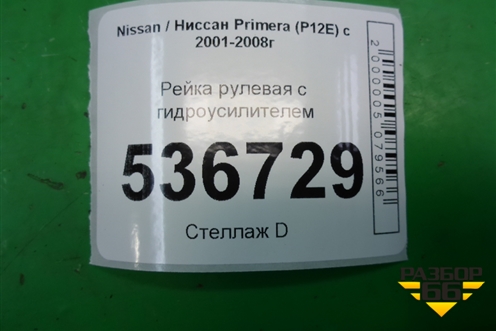 Nissan / Ниссан Primera (P12E) с
2001-2008г
Рейка рулевая с
гидроусилителем
536729
Стеллаж D
2000005079566
РАЗБОР
66